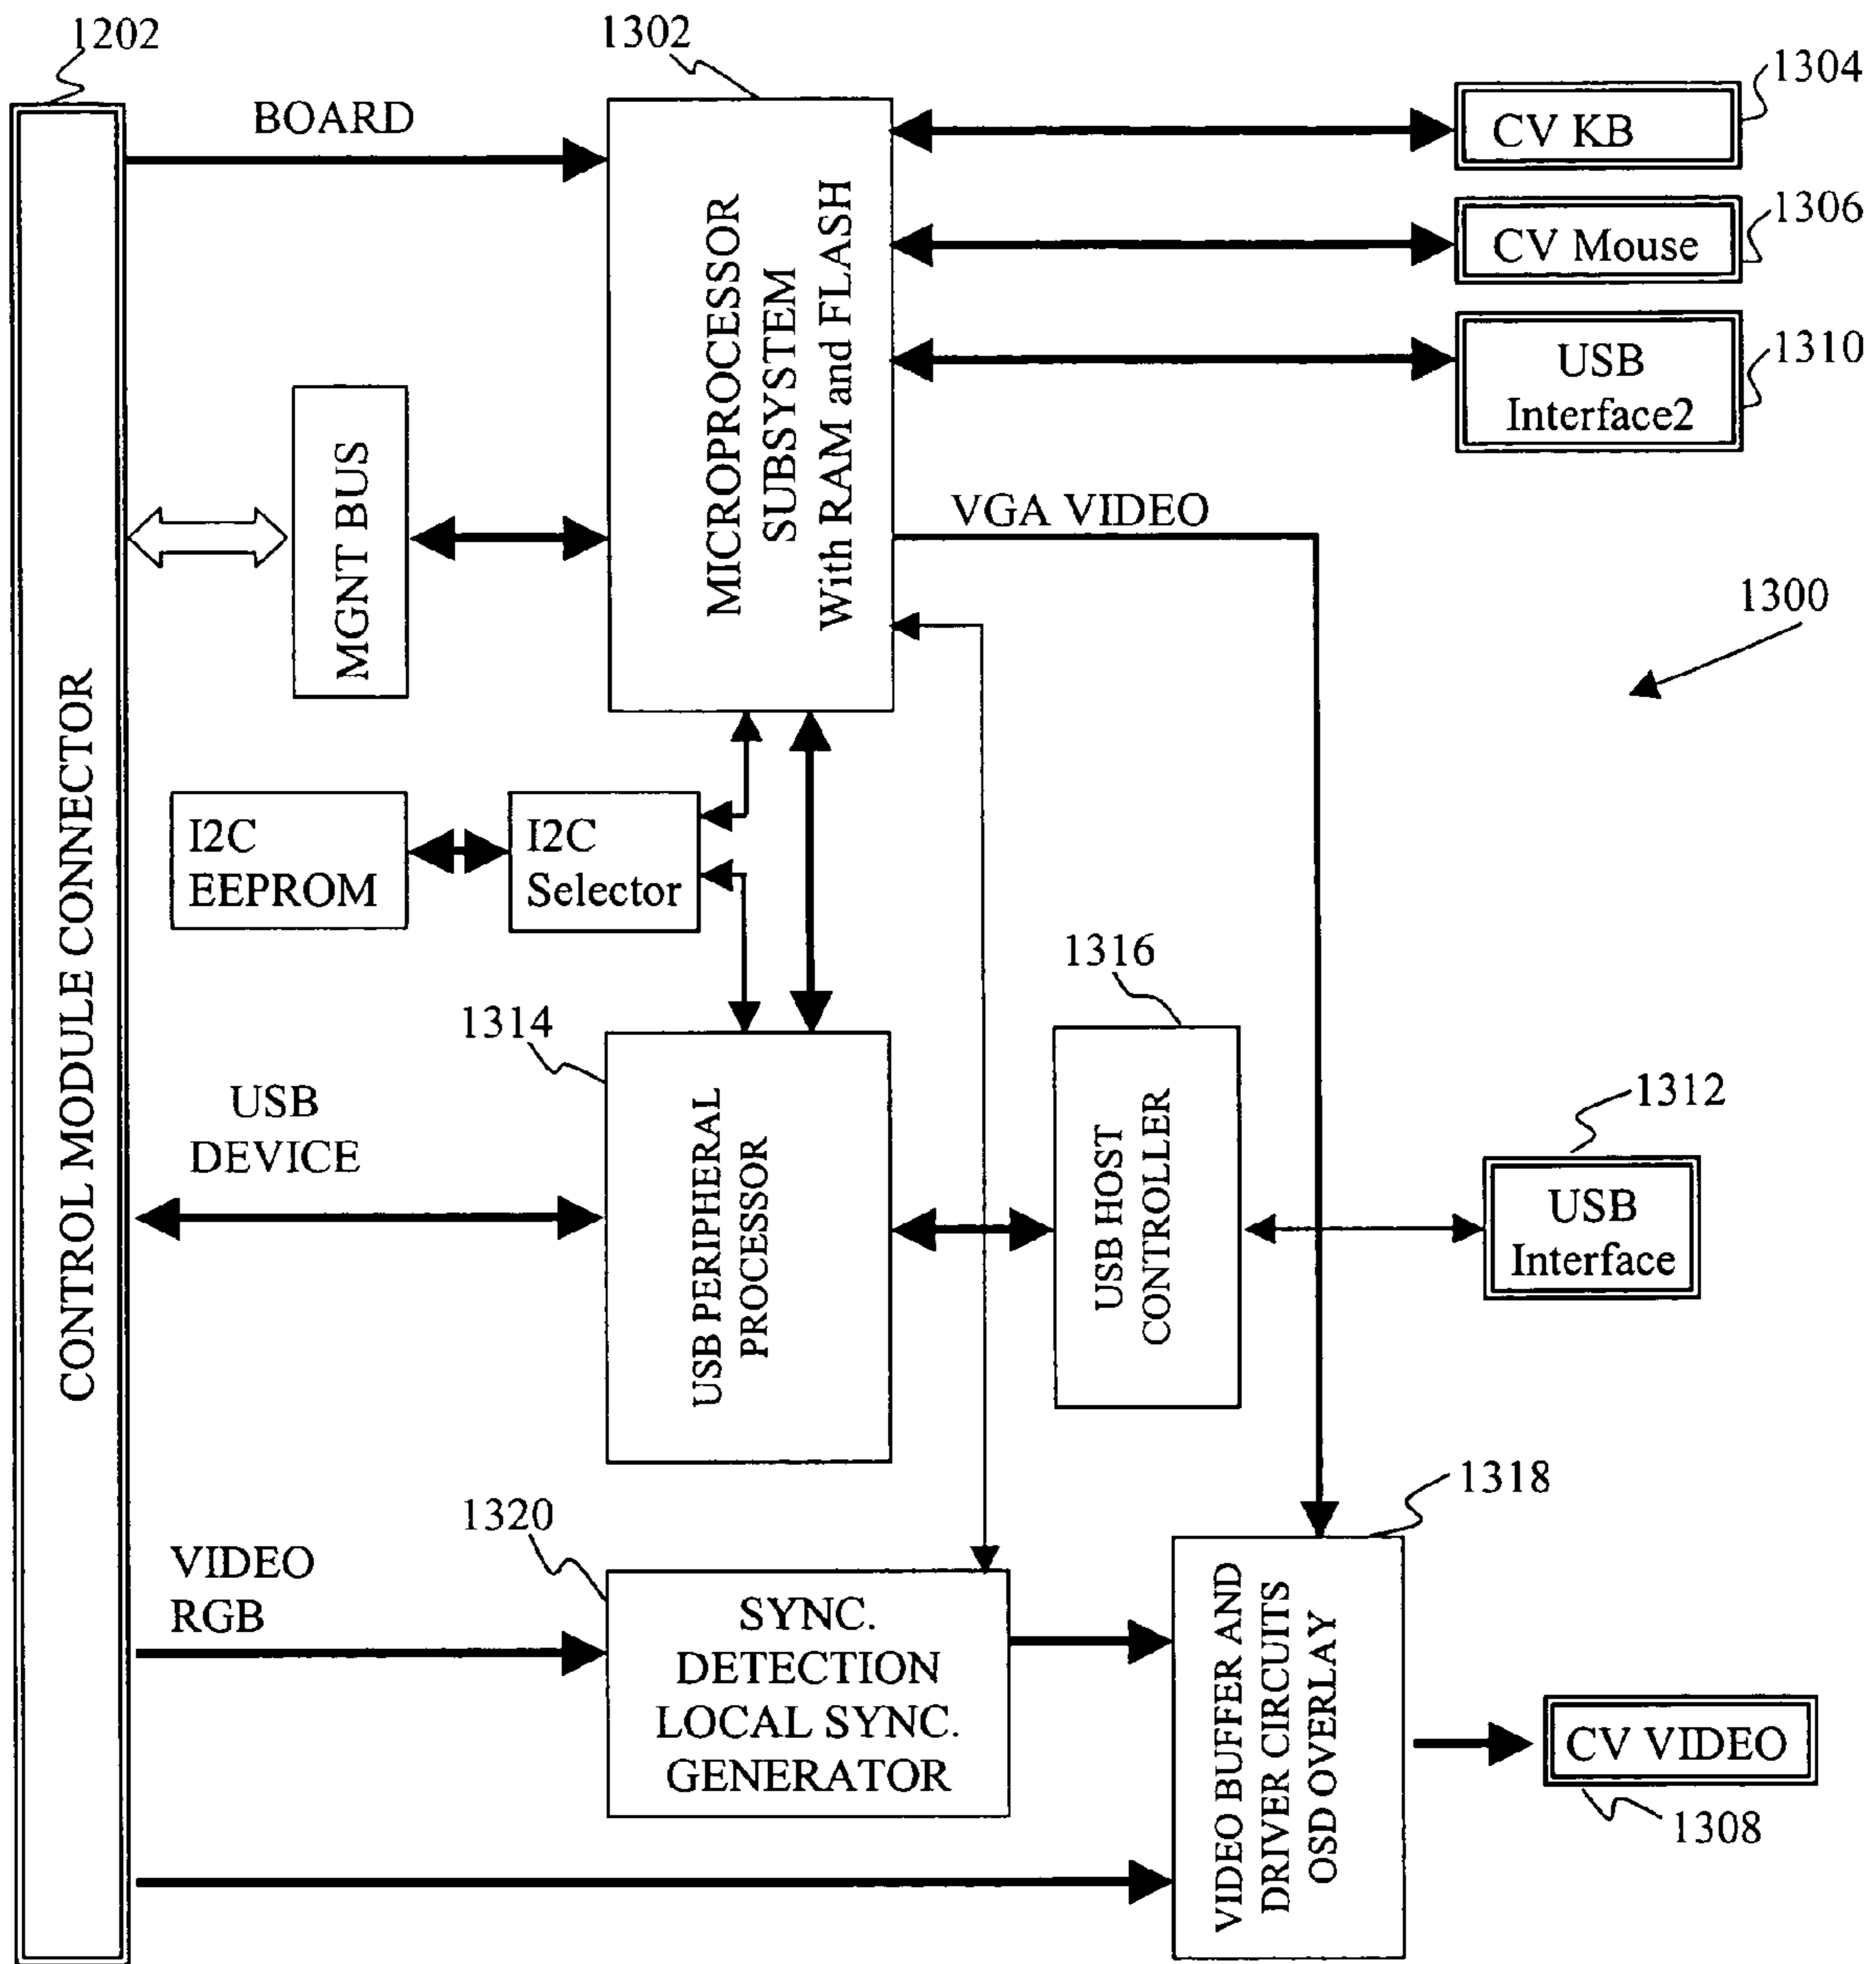 1202
1302
1304
BOARD
CV KB
1306
CV Mouse
MICROPROCESSOR
SUBSYSTEM
With RAM and FLASH
1310
USB
Interface2
MGNT BUS
VGA VIDEO
1300
CONTROL MODULE CONNECTOR
I2C
EEPROM
I2C
Selector
1316
1314
USB
DEVICE
USB PERIPHERAL
PROCESSOR
USB HOST
CONTROLLER
1312
USB
Interface
1318
1320
VIDEO
RGB
SYNC.
DETECTION
LOCAL SYNC.
GENERATOR
VIDEO BUFFER AND
DRIVER CIRCUITS
OSD OVERLAY
CV VIDEO
1308